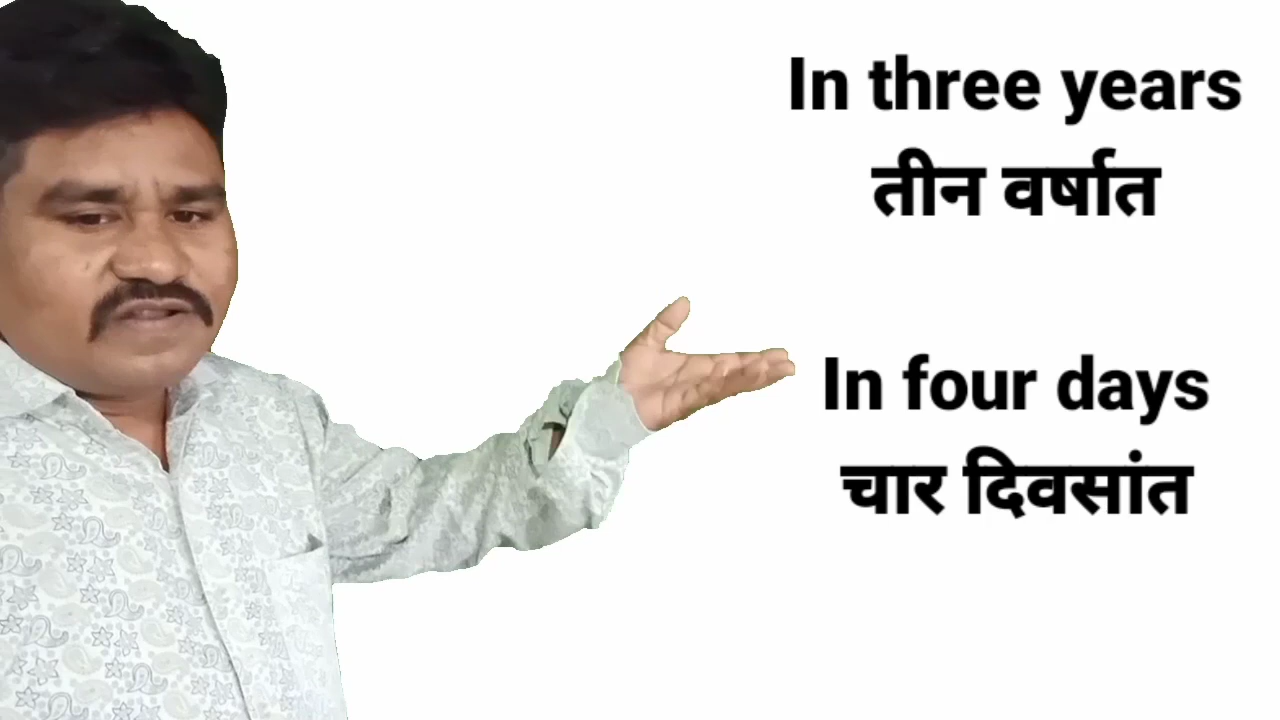 In three years
तीन वर्षात
In four days
चार दिवसांत